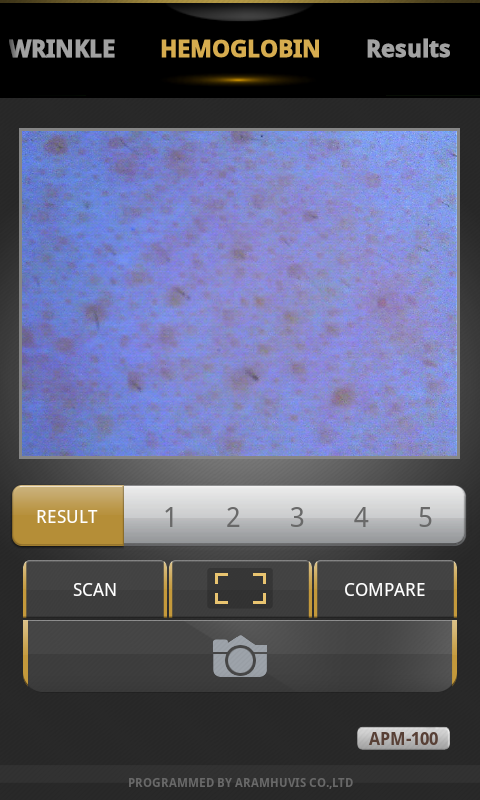 WRINKLE HEMOGLOBIN Results
RESULT 1 2 3 4 5
SCAN COMPARE
APM-100
PROGRAMMED BY ARAMHUVIS CO.,LTD